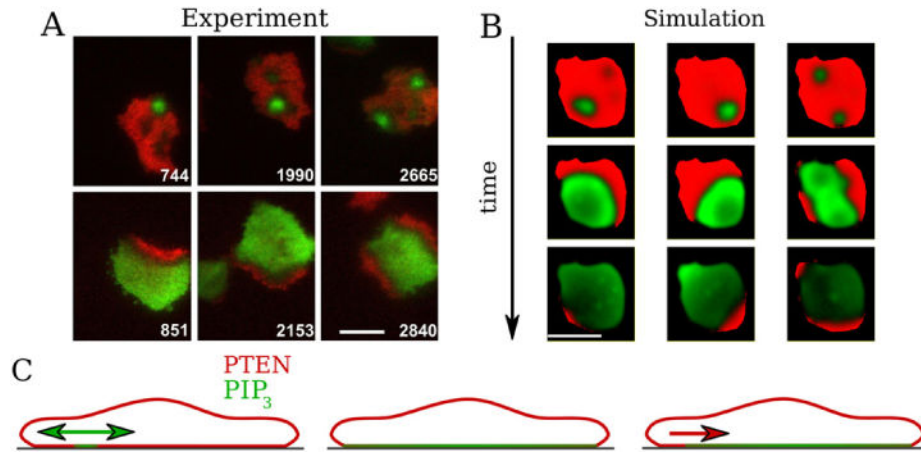 A
Experiment
B
Simulation
744
1990
2665
851
2153
2840
time
C
PTEN
PIP3